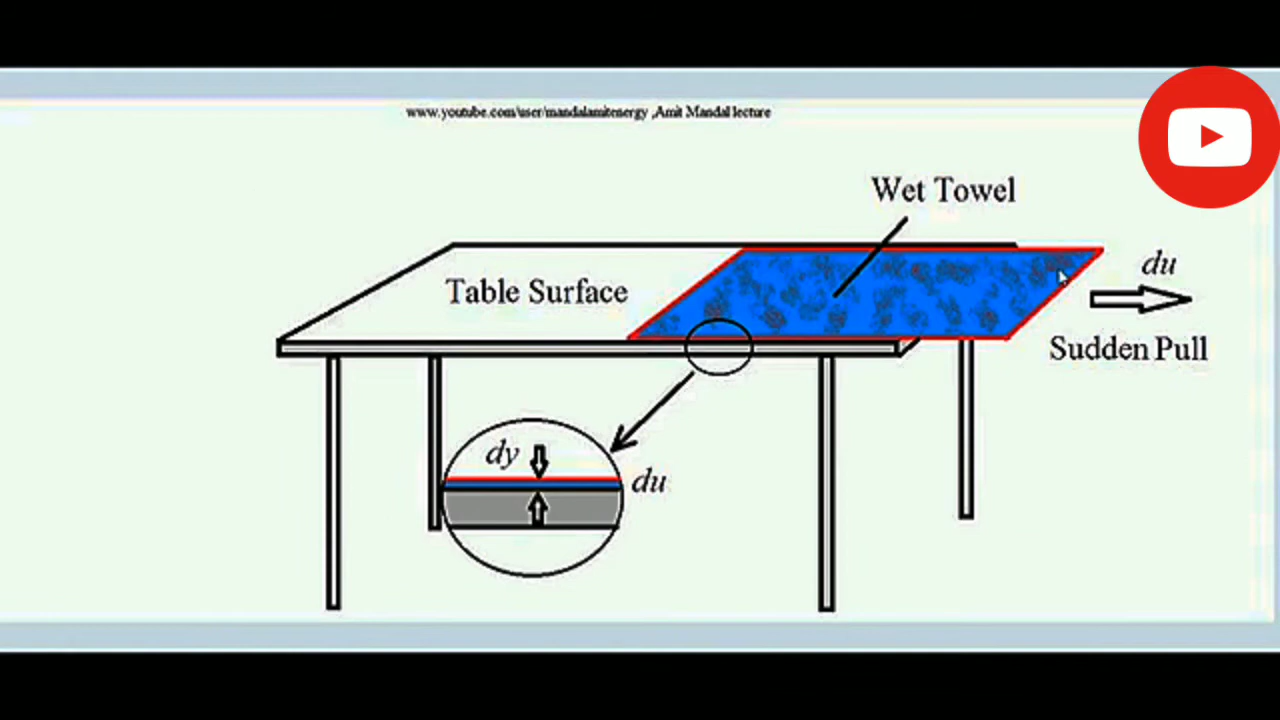 www.youtube.com/user/mandalamitenergy ,Amit Mandal lecture
Wet Towel
Table Surface
du
Sudden Pull
dy
du